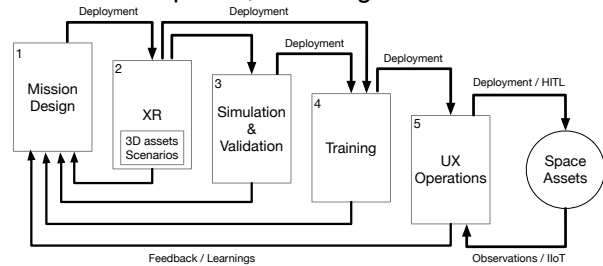 Deployment
1
Mission
Design
2
XR
3D assets
Scenarios
Deployment
3
Simulation
&
Validation
Deployment
4
Training
Deployment
5
UX
Operations
Deployment / HITL
Space
Assets
Feedback / Learnings
Observations / IIoT